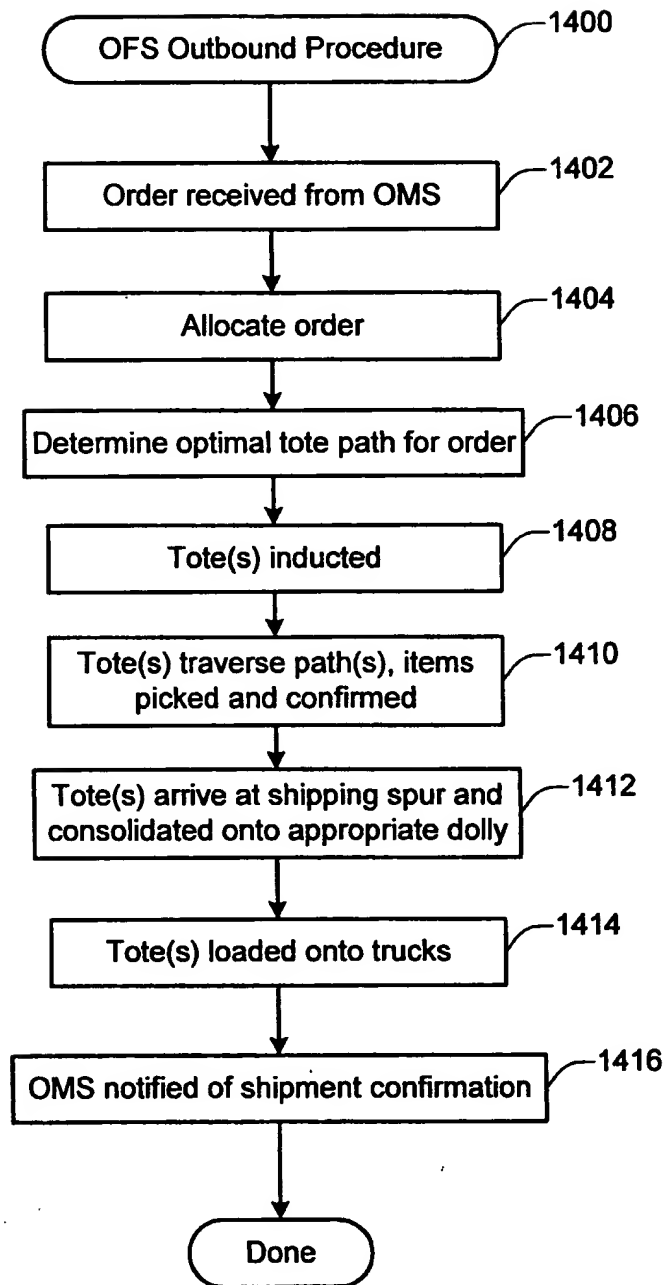 OFS Outbound Procedure
1400
Order received from OMS
1402
Allocate order
1404
Determine optimal tote path for order
1406
Tote(s) inducted
1408
Tote(s) traverse path(s), items
picked and confirmed
1410
Tote(s) arrive at shipping spur and
consolidated onto appropriate dolly
1412
Tote(s) loaded onto trucks
1414
OMS notified of shipment confirmation
1416
Done